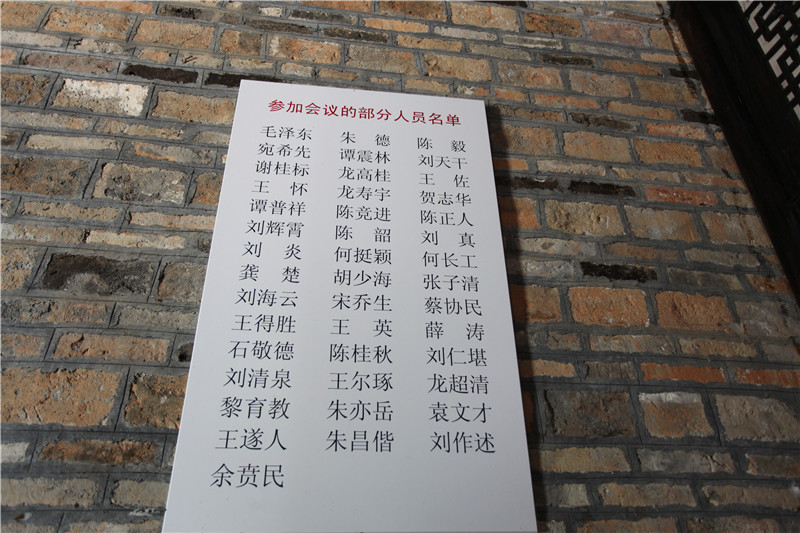 参加会议的部分人员名单
毛泽东 朱德 陈毅
宛希先 谭震林 刘天干
谢桂标 龙高桂 王佐
王怀 龙寿宇 贺志华
谭普祥 陈竞进 陈正人
刘辉霄 陈韶 刘真
刘炎 何挺颖 何长工
龚楚 胡少海 张子清
刘海云 宋乔生 蔡协民
王得胜 王英 薛涛
石敬德 陈桂秋 刘仁堪
刘清泉 王尔琢 龙超清
黎育教 朱亦岳 袁文才
王遂人 朱昌偕 刘作述
余贲民